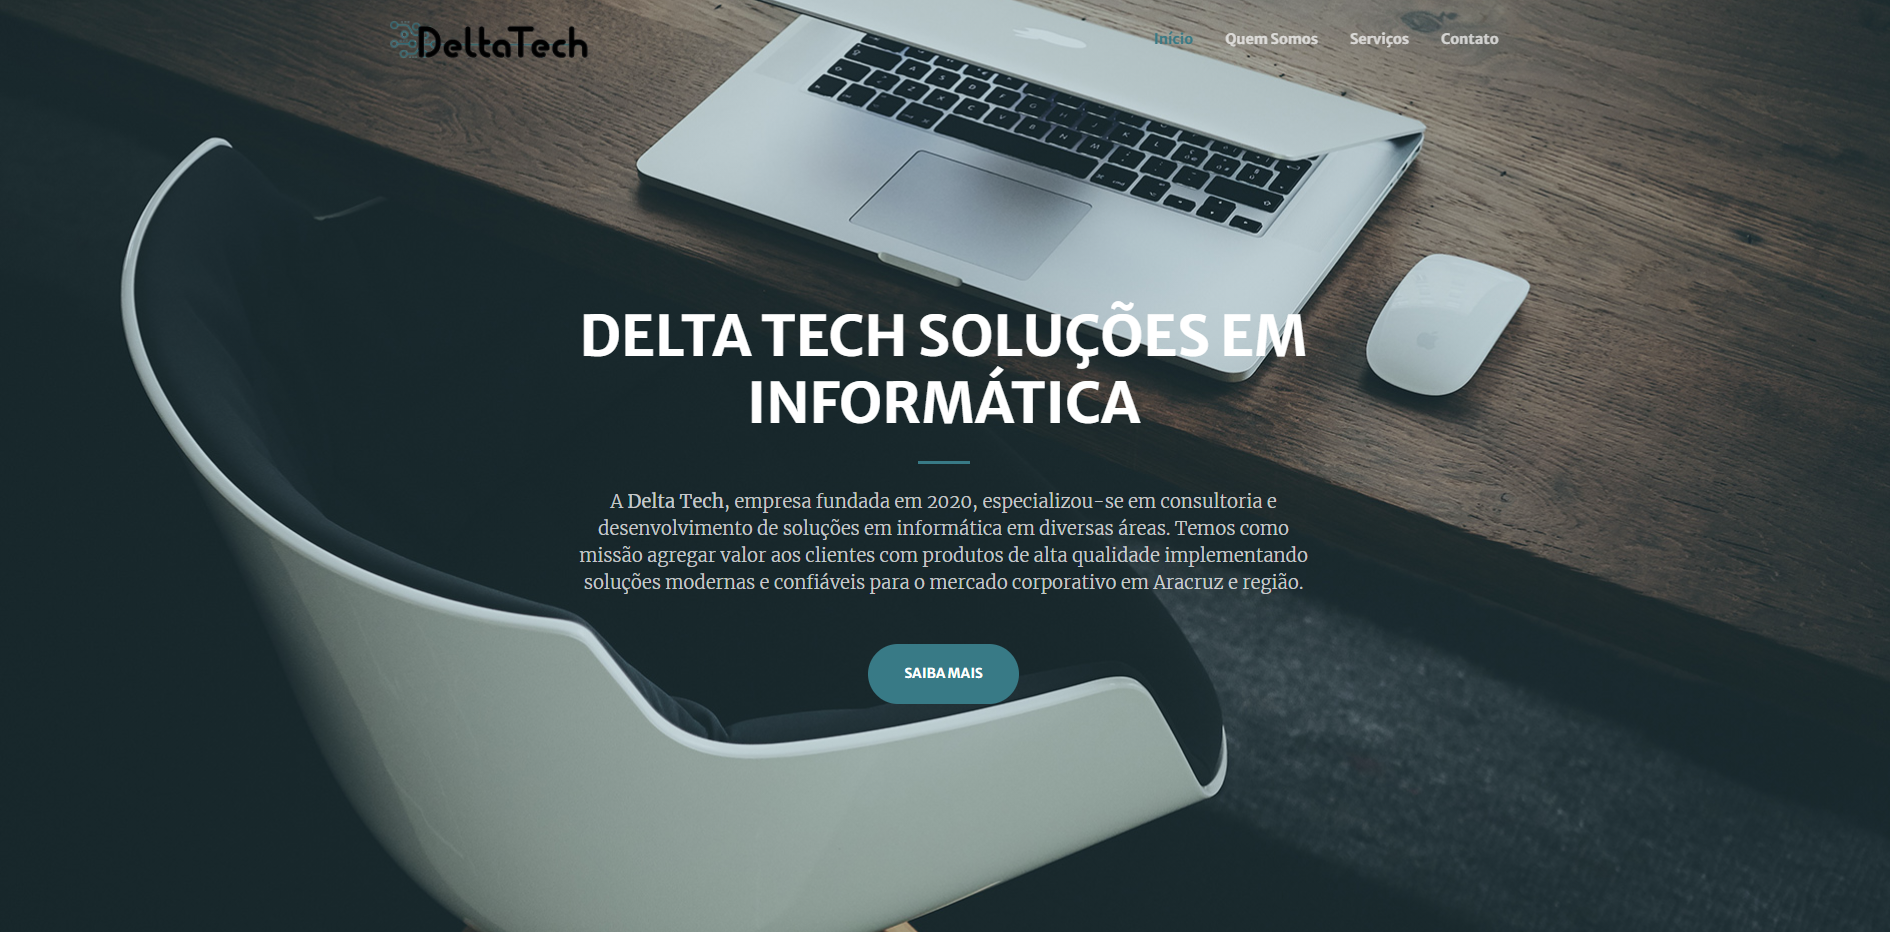 DeltaTech
Início
Quem Somos
Serviços
Contato
DELTA TECH SOLUÇÕES EM
INFORMÁTICA
A Delta Tech, empresa fundada em 2020, especializou-se em consultoria e
desenvolvimento de soluções em informática em diversas áreas. Temos como
missão agregar valor aos clientes com produtos de alta qualidade implementando
soluções modernas e confiáveis para o mercado corporativo em Aracruz e região.
SAIBA MAIS